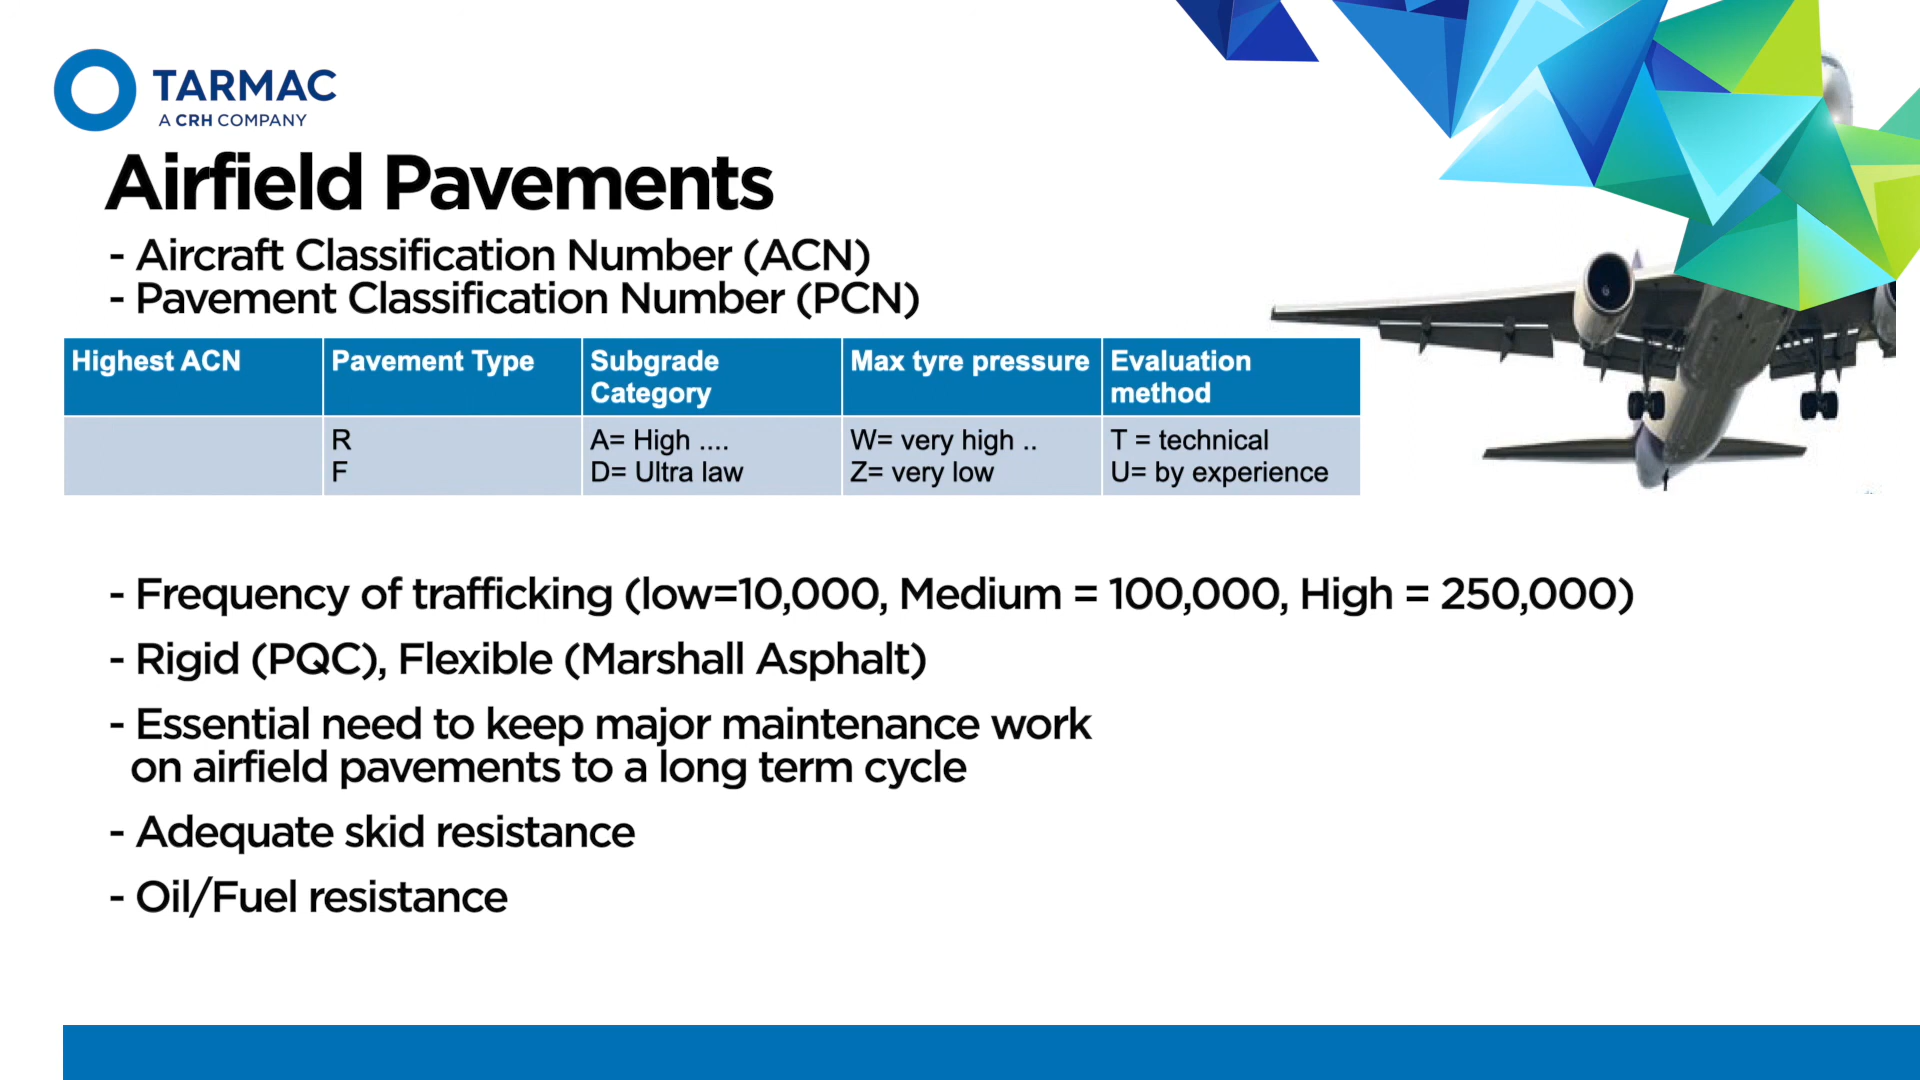 TARMAC
A CRH COMPANY
Airfield Pavements
- Aircraft Classification Number (ACN)
- Pavement Classification Number (PCN)
Highest ACN Pavement Type Subgrade Category Max tyre pressure Evaluation method
R F A= High .... D= Ultra law W= very high .. Z= very low T = technical U= by experience
- Frequency of trafficking (low=10,000, Medium = 100,000, High = 250,000)
- Rigid (PQC), Flexible (Marshall Asphalt)
- Essential need to keep major maintenance work
on airfield pavements to a long term cycle
- Adequate skid resistance
- Oil/Fuel resistance